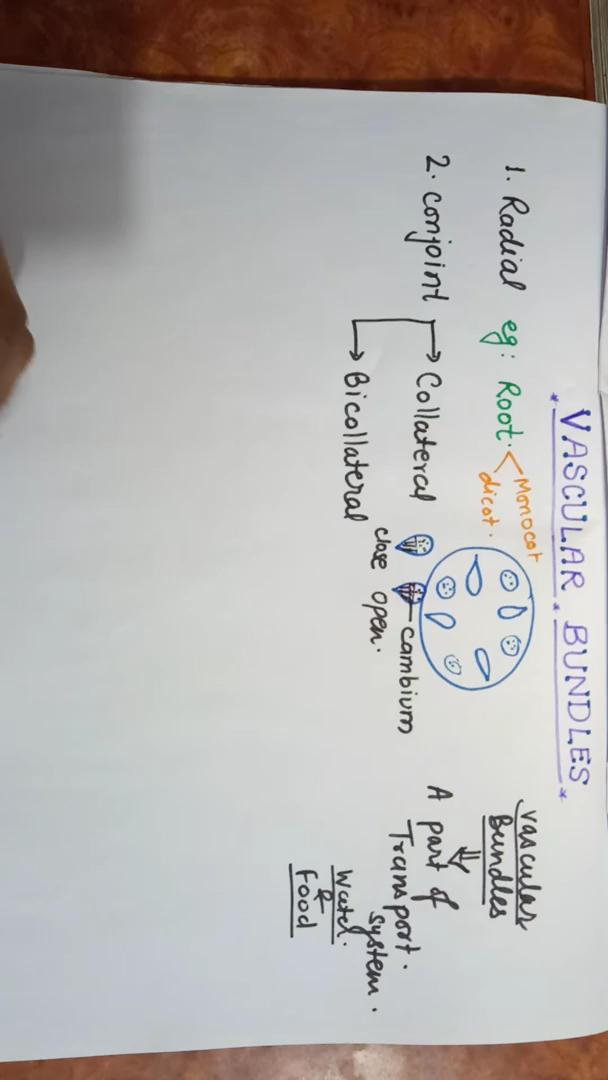 * VASCULAR * BUNDLES *
1. Radial eg: Root.
Monocot
dicot.
2. conjoint
Collateral
close open.
cambium
Bicollateral
vascular
Bundles
⇓
A part of
Transport.
system.
Water.
&
Food